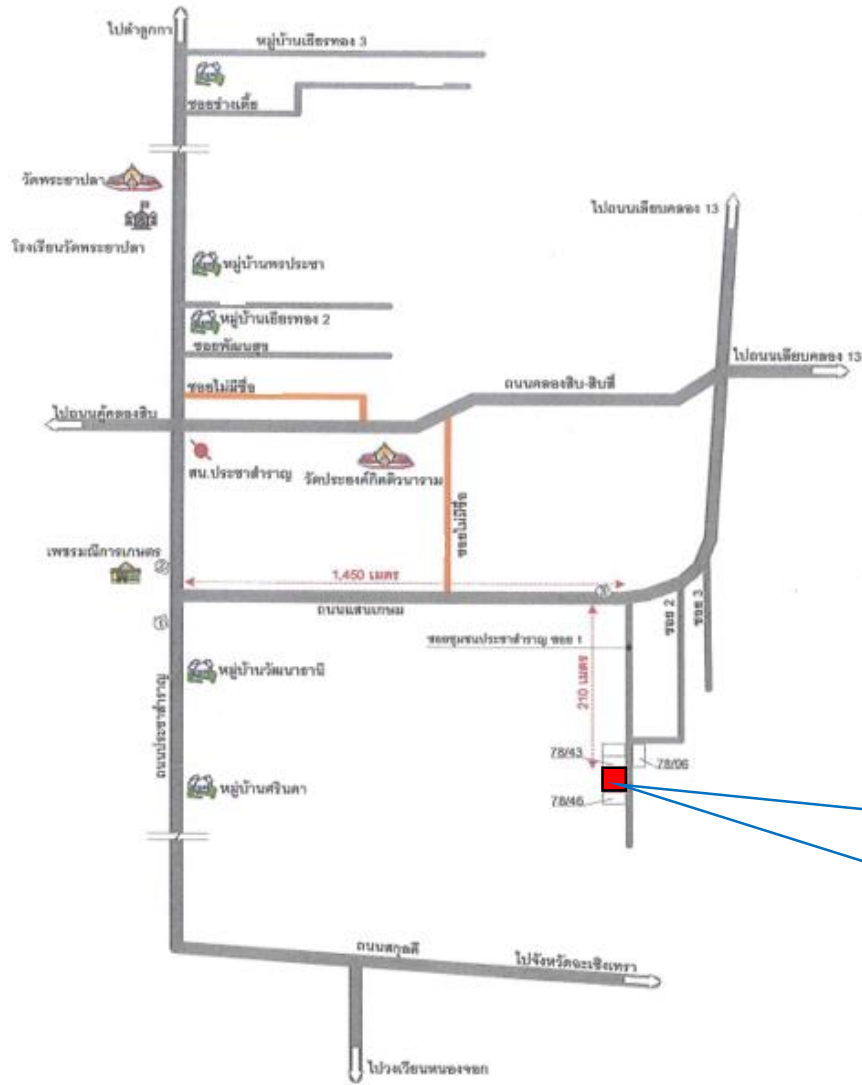 ไปลำลูกกา
หมู่บ้านเธียรทอง 3
ซอยช่างเตี้ย
วัดพระยาปลา
โรงเรียนวัดพระยาปลา
ไปถนนเลียบคลอง 13
หมู่บ้านพรประชา
หมู่บ้านเธียรทอง 2
ซอยพัฒนสุข
ไปถนนเลียบคลอง 13
ซอยไม่มีชื่อ
ถนนคลองสิบ-สิบสี่
ไปถนนคู้คลองสิบ
สน.ประชาสำราญ
วัดประองค์กิตติวนาราม
ซอยไม่มีชื่อ
เพชรมณีการเกษตร
②
1,450 เมตร
③
ถนนแสนเกษม
①
ซอยชุมชนประชาสำราญ ซอย 1
ซอย 2
ซอย 3
210 เมตร
หมู่บ้านวัฒนาธานี
ถนนประชาสำราญ
78/43
78/96
หมู่บ้านศรินดา
78/46
ถนนสกุลดี
ไปจังหวัดฉะเชิงเทรา
ไปวงเวียนหนองจอก